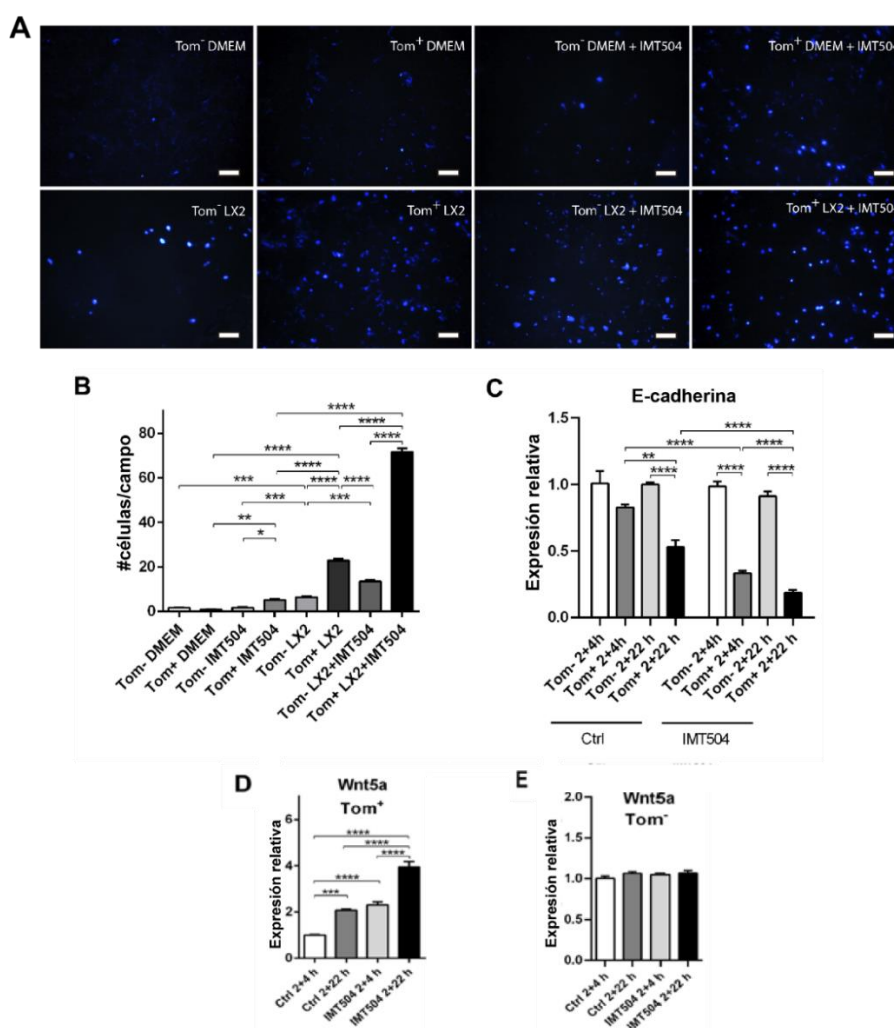 A
Tom⁻ DMEM
Tom⁺ DMEM
Tom⁻ DMEM + IMT504
Tom⁺ DMEM + IMT504
Tom⁻ LX2
Tom⁺ LX2
Tom⁻ LX2 + IMT504
Tom⁺ LX2 + IMT504
B
#células/campo
80
60
40
20
0
****
****
****
****
****
****
****
***
***
***
**
*
Tom- DMEM
Tom+ DMEM
Tom- IMT504
Tom+ IMT504
Tom- LX2
Tom+ LX2
Tom- LX2+IMT504
Tom+ LX2+IMT504
C
E-cadherina
Expresión relativa
1.5
1.0
0.5
0.0
****
****
****
**
****
****
****
Tom- 2+4h
Tom+ 2+4h
Tom- 2+22 h
Tom+ 2+22 h
Tom- 2+4h
Tom+ 2+4h
Tom- 2+22 h
Tom+ 2+22 h
Ctrl
IMT504
D
Wnt5a
Tom⁺
Expresión relativa
6
4
2
0
****
****
****
****
***
Ctrl 2+4 h
Ctrl 2+22 h
IMT504 2+4 h
IMT504 2+22 h
E
Wnt5a
Tom⁻
Expresión relativa
2.0
1.5
1.0
0.5
0.0
Ctrl 2+4 h
Ctrl 2+22 h
IMT504 2+4 h
IMT504 2+22 h